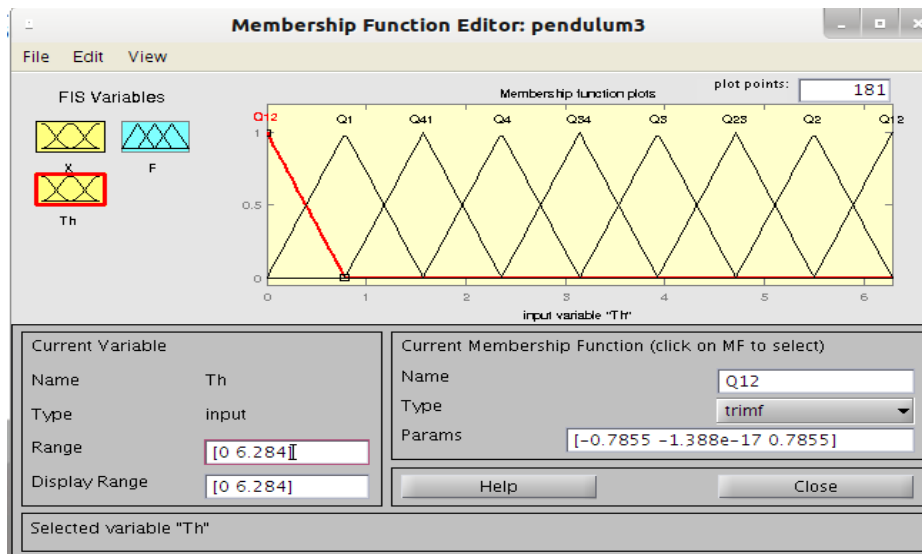 Membership Function Editor: pendulum3
File Edit View
FIS Variables
X
F
Th
Membership function plots
plot points: 181
Q12 Q1 Q41 Q4 Q34 Q3 Q23 Q2 Q12
1
0.5
0
0 1 2 3 4 5 6
input variable "Th"
Current Variable
Name Th
Type input
Range [0 6.284]
Display Range [0 6.284]
Current Membership Function (click on MF to select)
Name Q12
Type trimf
Params [-0.7855 -1.388e-17 0.7855]
Help Close
Selected variable "Th"